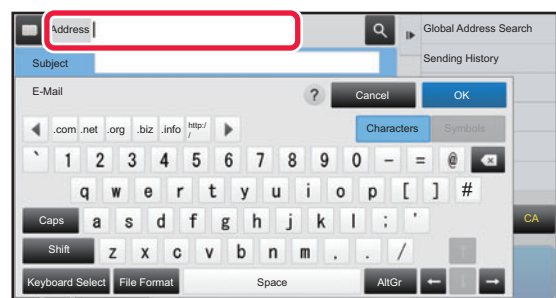 Address
Global Address Search
Subject
Sending History
E-Mail
? Cancel OK
.com .net .org .biz .info http:/
/
Characters Symbols
` 1 2 3 4 5 6 7 8 9 0 - = @
q w e r t y u i o p [ ] #
Caps a s d f g h j k l ; '
CA
Shift z x c v b n m . . /
Keyboard Select File Format Space AltGr